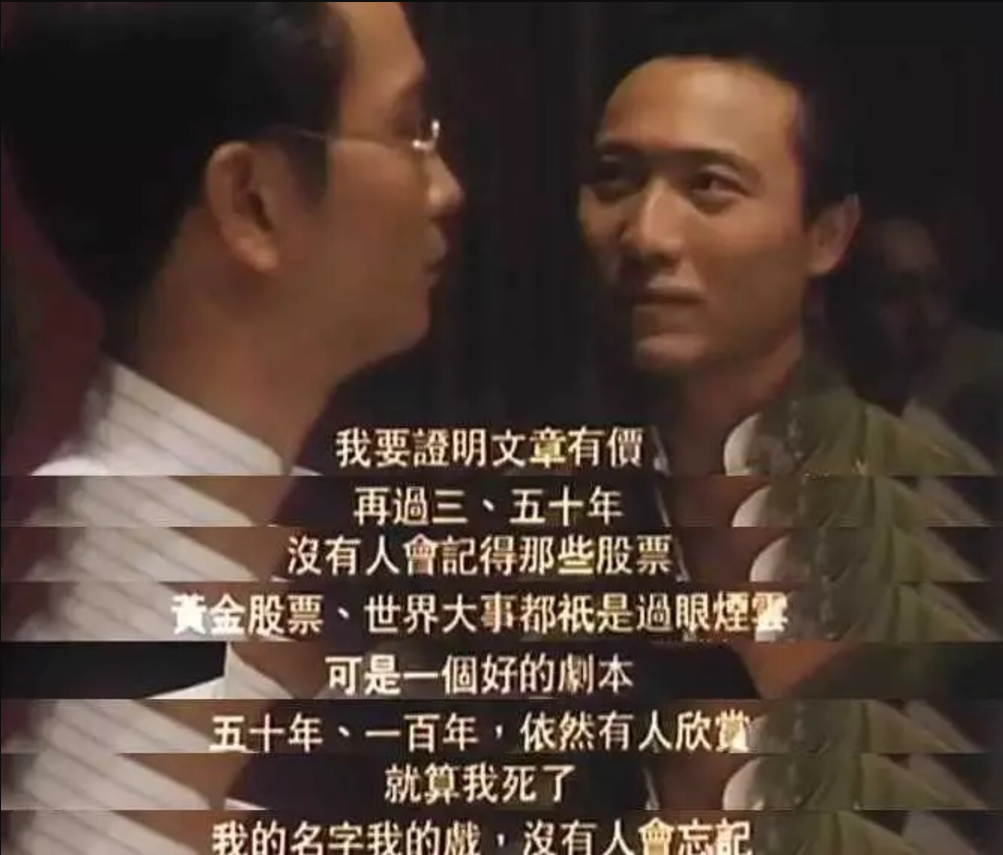 我要證明文章有價
再過三、五十年
沒有人會記得那些股票
黃金股票、世界大事都祇是過眼煙雲
可是一個好的劇本
五十年、一百年，依然有人欣賞
就算我死了
我的名字我的戲，沒有人會忘記